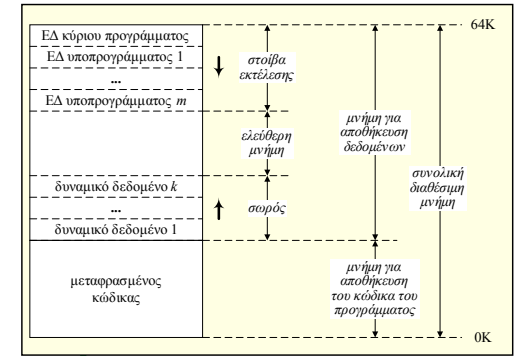 64K
ΕΔ κύριου προγράμματος
ΕΔ υποπρογράμματος 1
...
ΕΔ υποπρογράμματος m
στοίβα
εκτέλεσης
ελεύθερη
μνήμη
δυναμικό δεδομένο k
...
δυναμικό δεδομένο 1
σωρός
μνήμη για
αποθήκευση
δεδομένων
συνολική
διαθέσιμη
μνήμη
μεταφρασμένος
κώδικας
μνήμη για
αποθήκευση
του κώδικα του
προγράμματος
0K